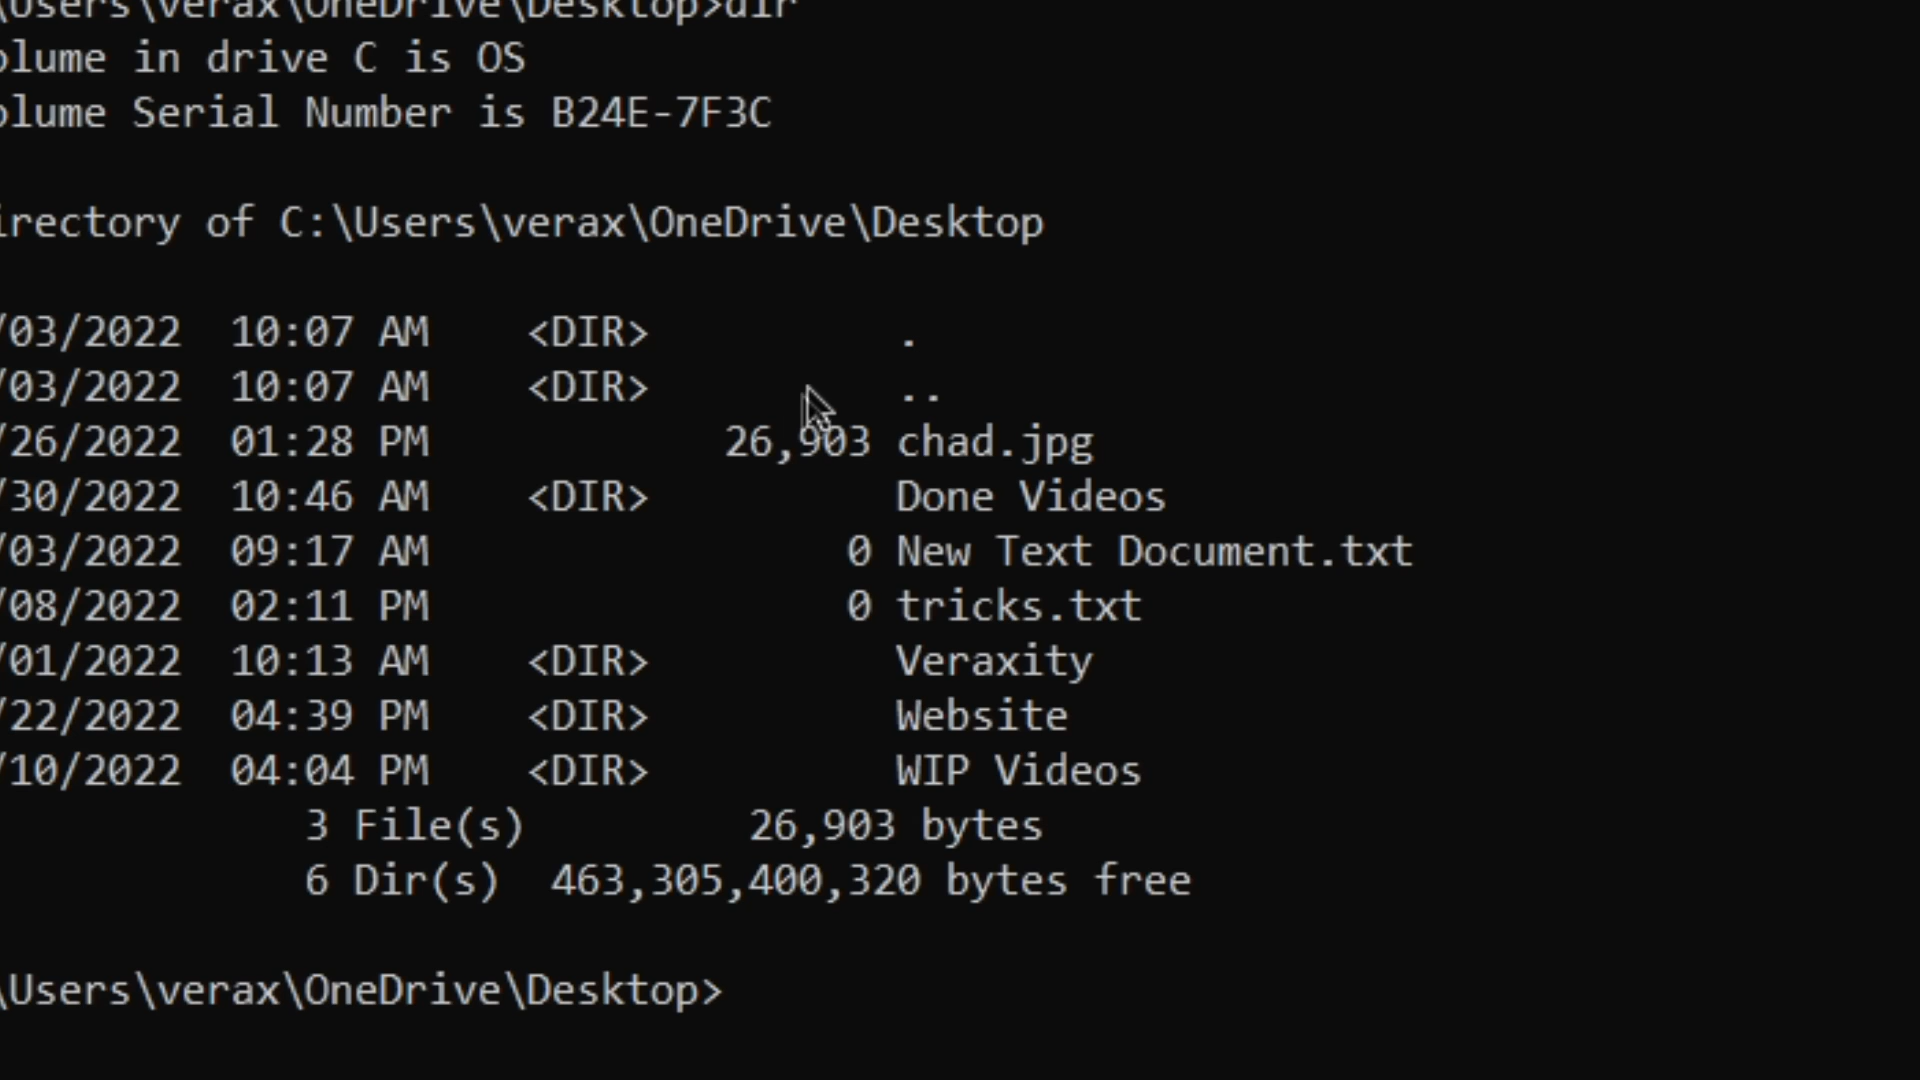 \Users\verax\OneDrive\Desktop>dir
olume in drive C is OS
olume Serial Number is B24E-7F3C
irectory of C:\Users\verax\OneDrive\Desktop
/03/2022  10:07 AM    <DIR>          .
/03/2022  10:07 AM    <DIR>          ..
/26/2022  01:28 PM            26,903 chad.jpg
/30/2022  10:46 AM    <DIR>          Done Videos
/03/2022  09:17 AM                 0 New Text Document.txt
/08/2022  02:11 PM                 0 tricks.txt
/01/2022  10:13 AM    <DIR>          Veraxity
/22/2022  04:39 PM    <DIR>          Website
/10/2022  04:04 PM    <DIR>          WIP Videos
3 File(s)         26,903 bytes
6 Dir(s)  463,305,400,320 bytes free
\Users\verax\OneDrive\Desktop>